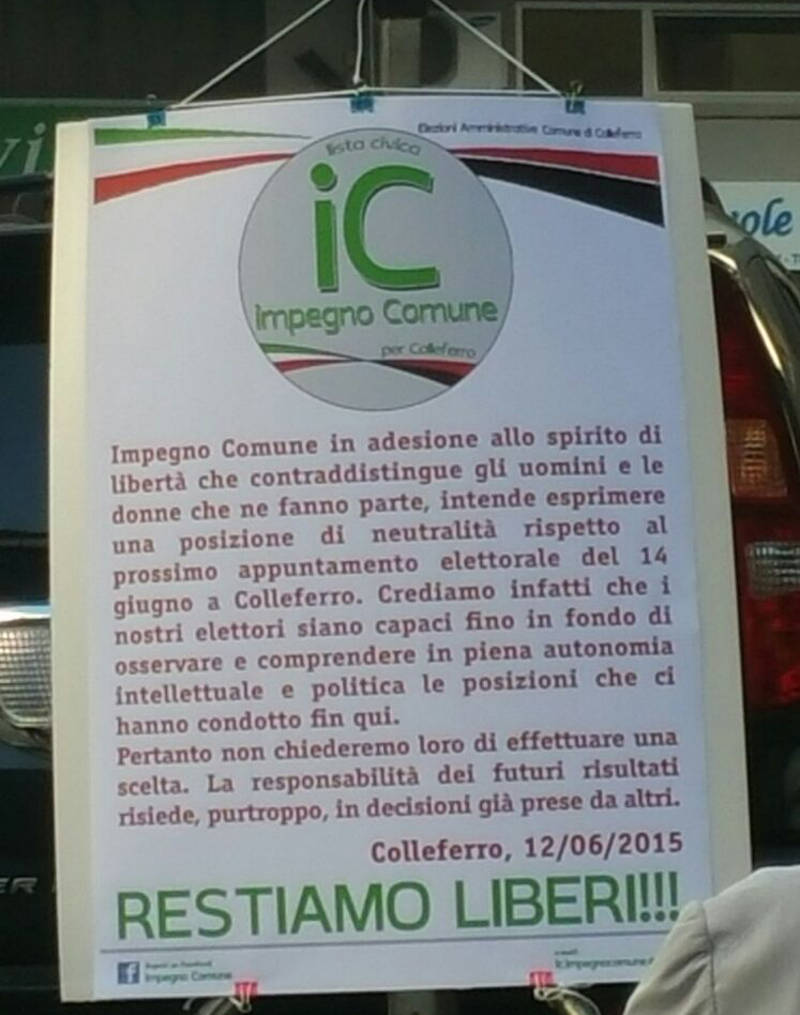 Elezioni Amministrative Comune di Colleferro
lista civica
iC
impegno Comune
per Colleferro
Impegno Comune in adesione allo spirito di
libertà che contraddistingue gli uomini e le
donne che ne fanno parte, intende esprimere
una posizione di neutralità rispetto al
prossimo appuntamento elettorale del 14
giugno a Colleferro. Crediamo infatti che i
nostri elettori siano capaci fino in fondo di
osservare e comprendere in piena autonomia
intellettuale e politica le posizioni che ci
hanno condotto fin qui.
Pertanto non chiederemo loro di effettuare una
scelta. La responsabilità dei futuri risultati
risiede, purtroppo, in decisioni già prese da altri.
Colleferro, 12/06/2015
RESTIAMO LIBERI!!!
f
Impegno Comune